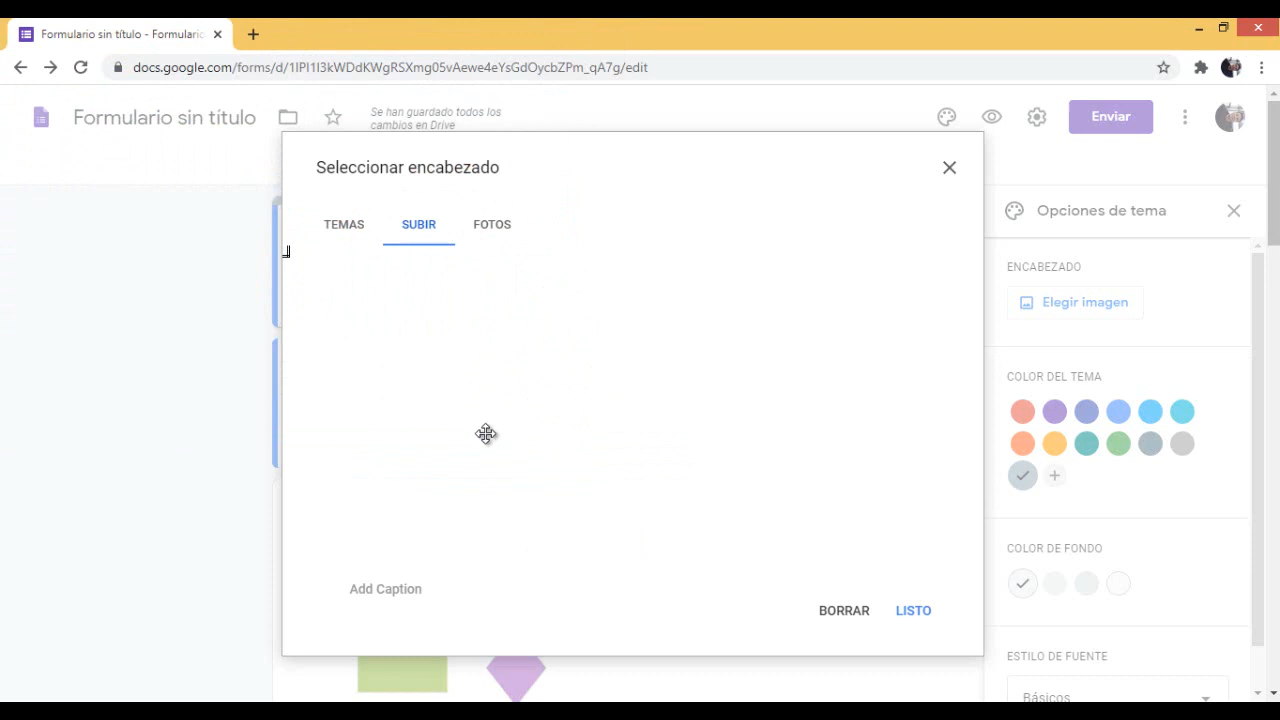 Formulario sin título - Formulario
docs.google.com/forms/d/1IPI1I3kWDdKWgRSXmg05vAewe4eYsGdOycbZPm_qA7g/edit
Formulario sin título
Se han guardado todos los
cambios en Drive
Enviar
Seleccionar encabezado
TEMAS
SUBIR
FOTOS
Add Caption
BORRAR
LISTO
Opciones de tema
ENCABEZADO
Elegir imagen
COLOR DEL TEMA
COLOR DE FONDO
ESTILO DE FUENTE
Básicos